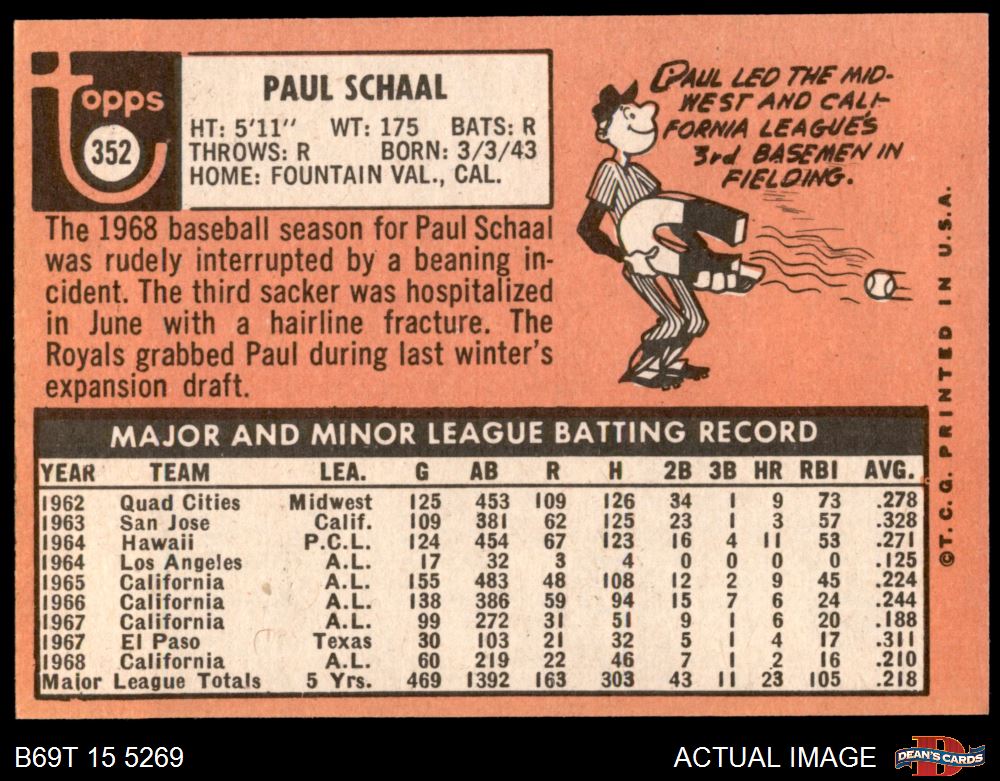 topps
352
PAUL SCHAAL
HT: 5'11" WT: 175 BATS: R
THROWS: R BORN: 3/3/43
HOME: FOUNTAIN VAL., CAL.
PAUL LED THE MID-
WEST AND CALI-
FORNIA LEAGUE'S
3rd BASEMEN IN
FIELDING.
The 1968 baseball season for Paul Schaal
was rudely interrupted by a beaning in-
cident. The third sacker was hospitalized
in June with a hairline fracture. The
Royals grabbed Paul during last winter's
expansion draft.
MAJOR AND MINOR LEAGUE BATTING RECORD
YEAR TEAM LEA. G AB R H 2B 3B HR RBI AVG.
1962 Quad Cities Midwest 125 453 109 126 34 1 9 73 .278
1963 San Jose Calif. 109 381 62 125 23 1 3 57 .328
1964 Hawaii P.C.L. 124 454 67 123 16 4 11 53 .271
1964 Los Angeles A.L. 17 32 3 4 0 0 0 0 .125
1965 California A.L. 155 483 48 108 12 2 9 45 .224
1966 California A.L. 138 386 59 94 15 7 6 24 .244
1967 California A.L. 99 272 31 51 9 1 6 20 .188
1967 El Paso Texas 30 103 21 32 5 1 4 17 .311
1968 California A.L. 60 219 22 46 7 1 2 16 .210
Major League Totals 5 Yrs. 469 1392 163 303 43 11 23 105 .218
©T.C.G. PRINTED IN U.S.A.
B69T 15 5269
ACTUAL IMAGE
D
DEAN'S CARDS